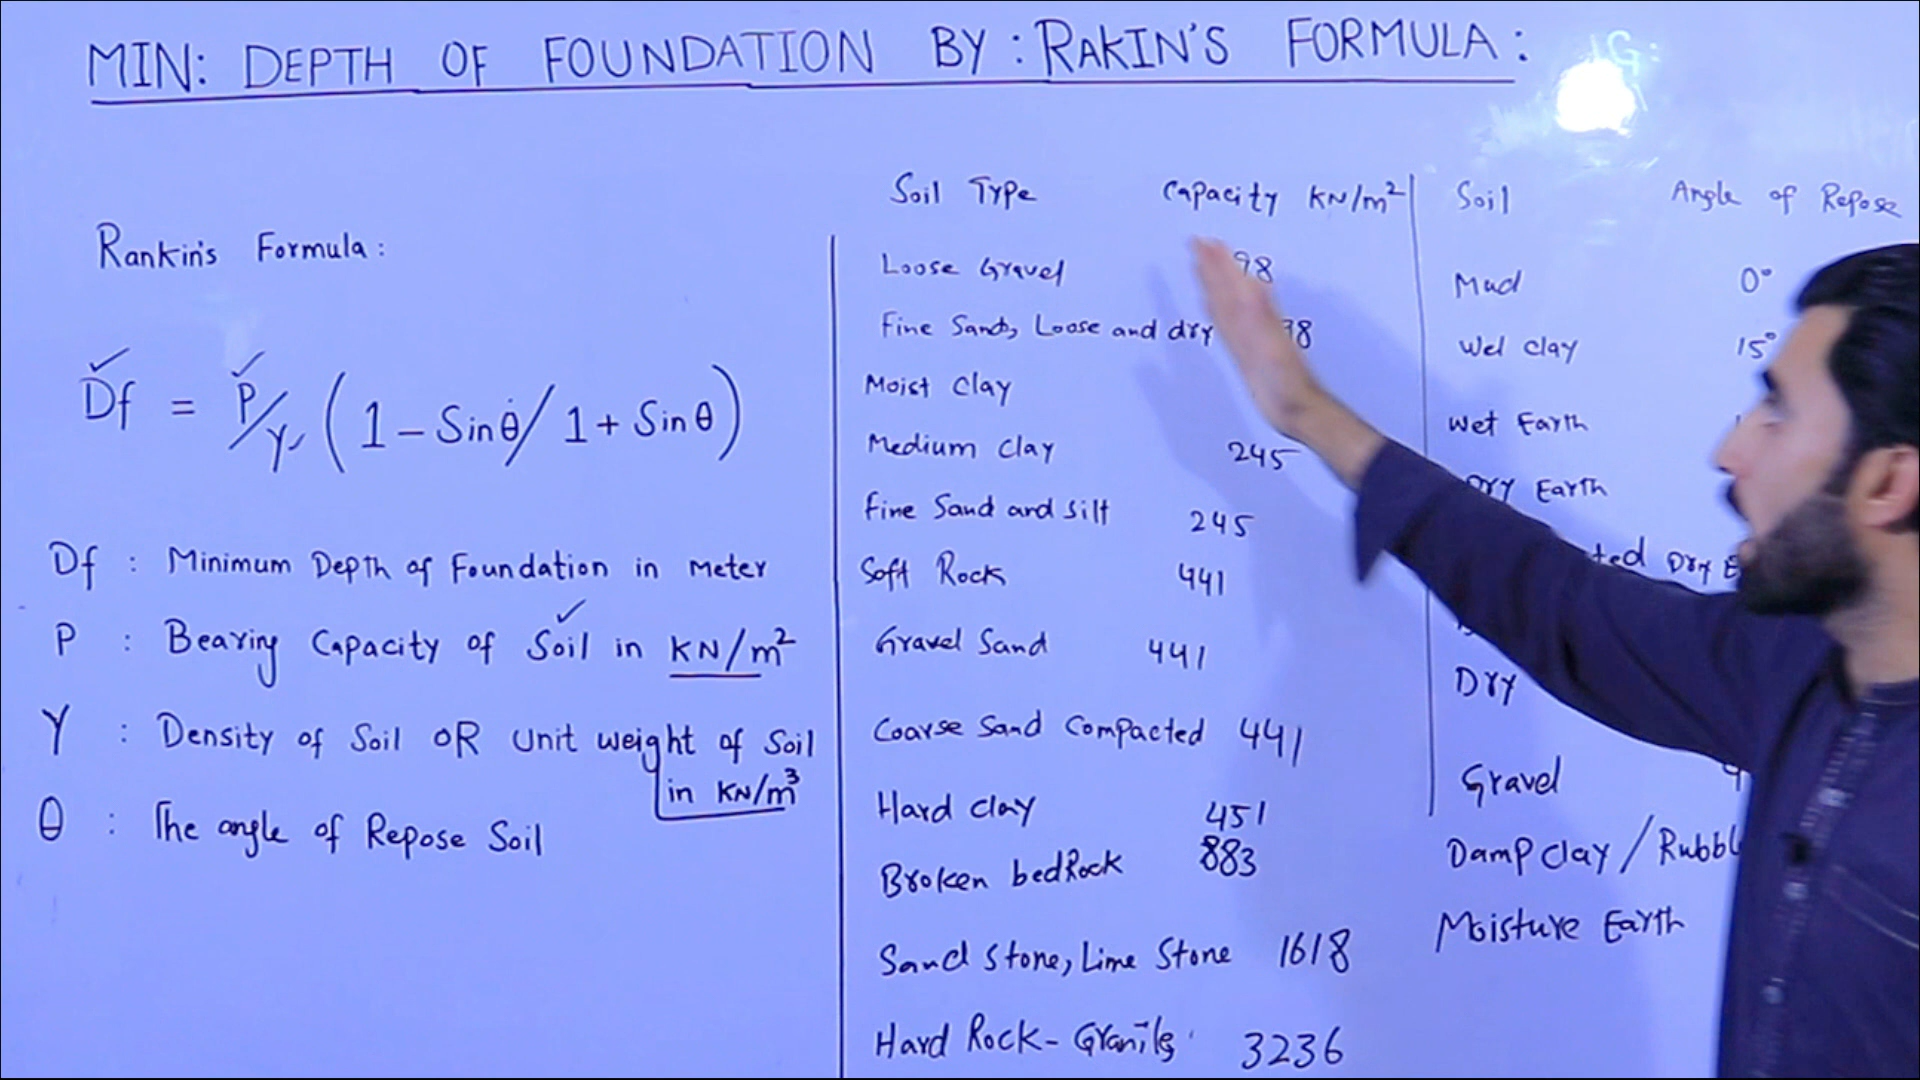 MIN: DEPTH OF FOUNDATION BY : RAKIN'S FORMULA :
Rankin's Formula :
Df = P/γ (1 - Sinθ / 1 + Sinθ)
Df : Minimum Depth of Foundation in meter
P : Bearing Capacity of Soil in KN/m²
γ : Density of Soil OR Unit weight of Soil
in KN/m³
θ : The angle of Repose Soil
Soil Type Capacity KN/m²
Loose Gravel 98
Fine Sand, Loose and dry 98
Moist Clay
Medium Clay 245
Fine Sand and Silt 245
Soft Rock 441
Gravel Sand 441
Coarse Sand Compacted 441
Hard clay 451
Broken bedRock 883
Sand Stone, Lime Stone 1618
Hard Rock - Granite 3236
Soil Angle of Repose
Mud 0°
Wel Clay 15°
Wet Earth
Dry Earth
Dry
Dry
Gravel
Damp clay /
Moisture Earth